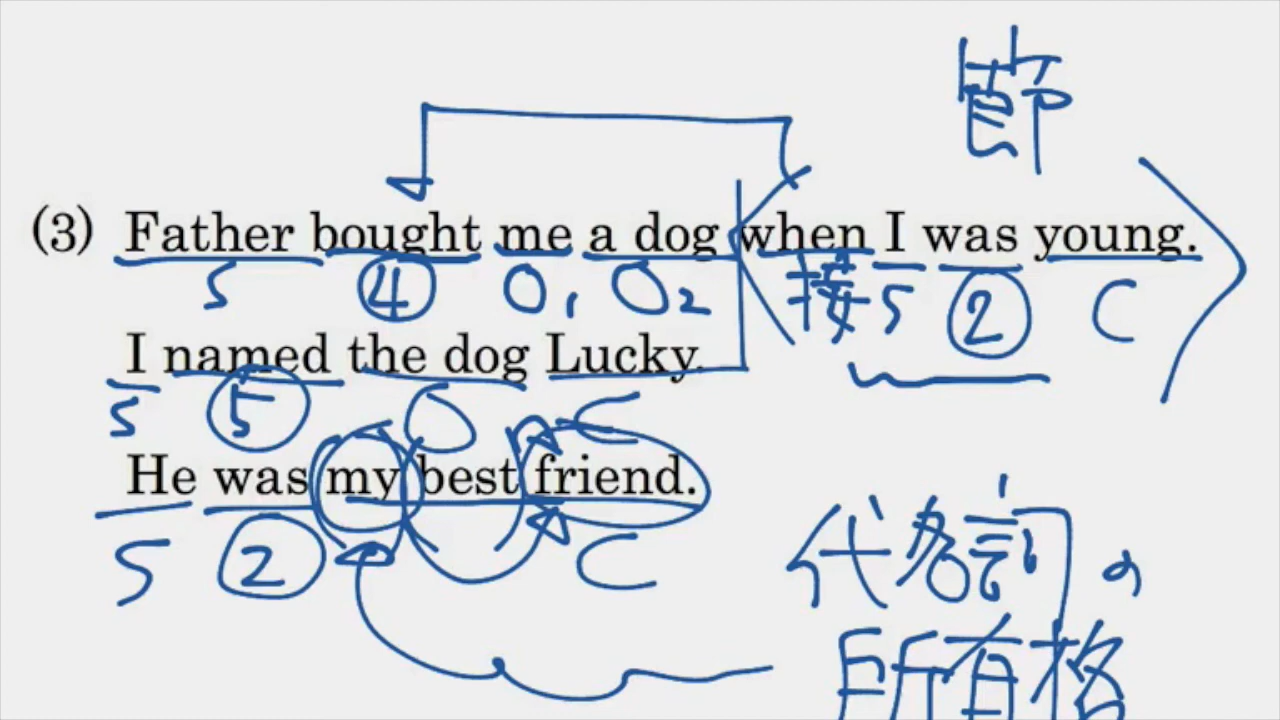 節
(3) Father bought me a dog when I was young.
S ④ O₁ O₂ 接 S ② C
I named the dog Lucky.
S ⑤ O C
He was my best friend.
S ② C
代名詞の
所有格